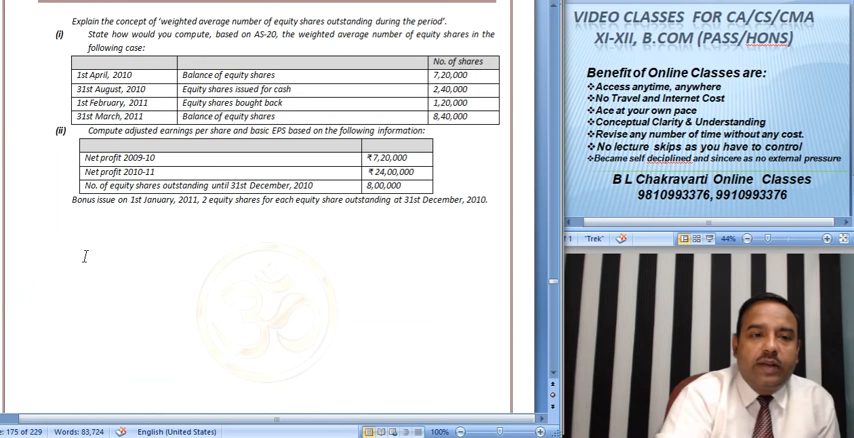 Explain the concept of 'weighted average number of equity shares outstanding during the period'.
(i) State how would you compute, based on AS-20, the weighted average number of equity shares in the
following case:
No. of shares
1st April, 2010 Balance of equity shares 7,20,000
31st August, 2010 Equity shares issued for cash 2,40,000
1st February, 2011 Equity shares bought back 1,20,000
31st March, 2011 Balance of equity shares 8,40,000
(ii) Compute adjusted earnings per share and basic EPS based on the following information:
Net profit 2009-10 ₹7,20,000
Net profit 2010-11 ₹ 24,00,000
No. of equity shares outstanding until 31st December, 2010 8,00,000
Bonus issue on 1st January, 2011, 2 equity shares for each equity share outstanding at 31st December, 2010.
e: 175 of 229 Words: 83,724 English (United States) 100%
VIDEO CLASSES FOR CA/CS/CMA
XI-XII, B.COM (PASS/HONS)
Benefit of Online Classes are:
❖Access anytime, anywhere
❖No Travel and Internet Cost
❖Ace at your own pace
❖Conceptual Clarity & Understanding
❖Revise any number of time without any cost.
❖No lecture skips as you have to control
❖Became self deciplined and sincere as no external pressure
B L Chakravarti Online Classes
9810993376, 9910993376
f 1 "Trek" 44%